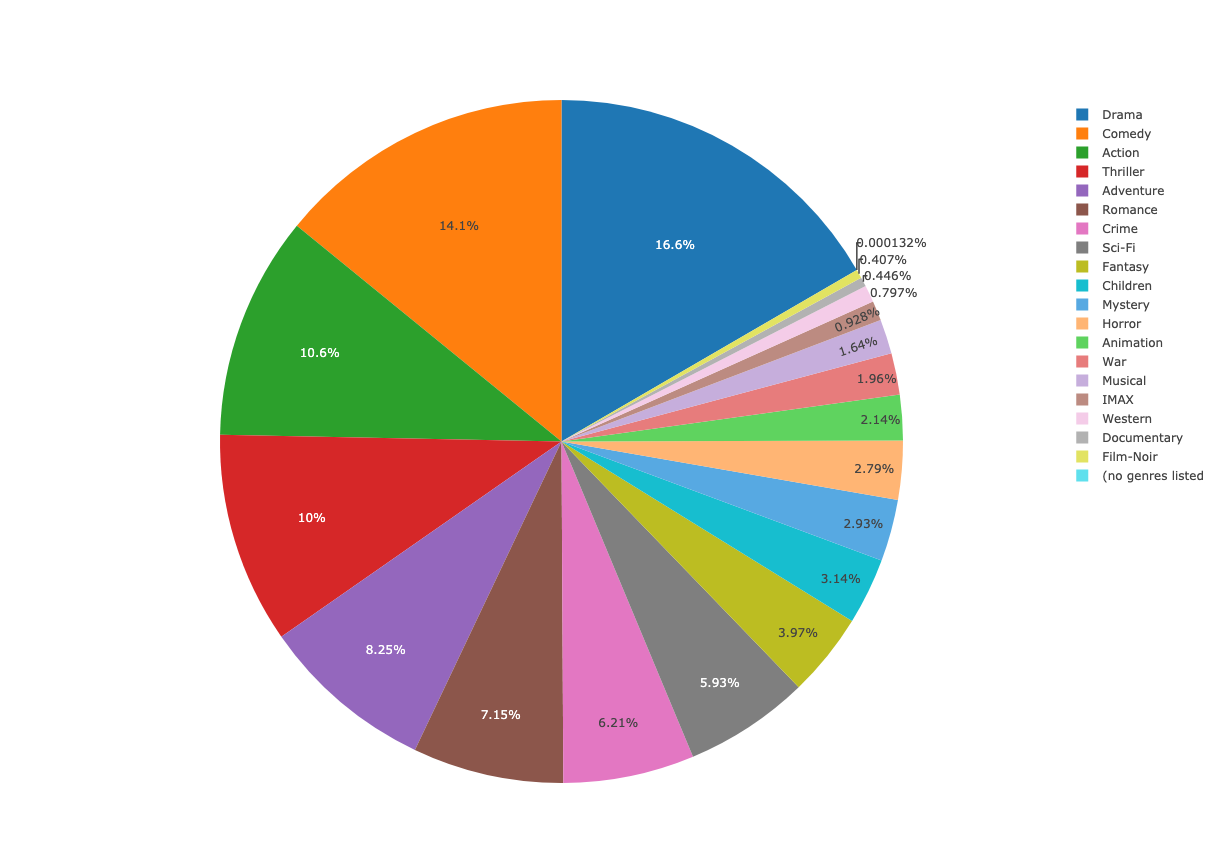 Drama
Comedy
Action
Thriller
Adventure
Romance
Crime
Sci-Fi
Fantasy
Children
Mystery
Horror
Animation
War
Musical
IMAX
Western
Documentary
Film-Noir
(no genres listed
16.6%
14.1%
10.6%
10%
8.25%
7.15%
6.21%
5.93%
3.97%
3.14%
2.93%
2.79%
2.14%
1.96%
1.64%
0.928%
0.797%
0.446%
0.407%
0.000132%